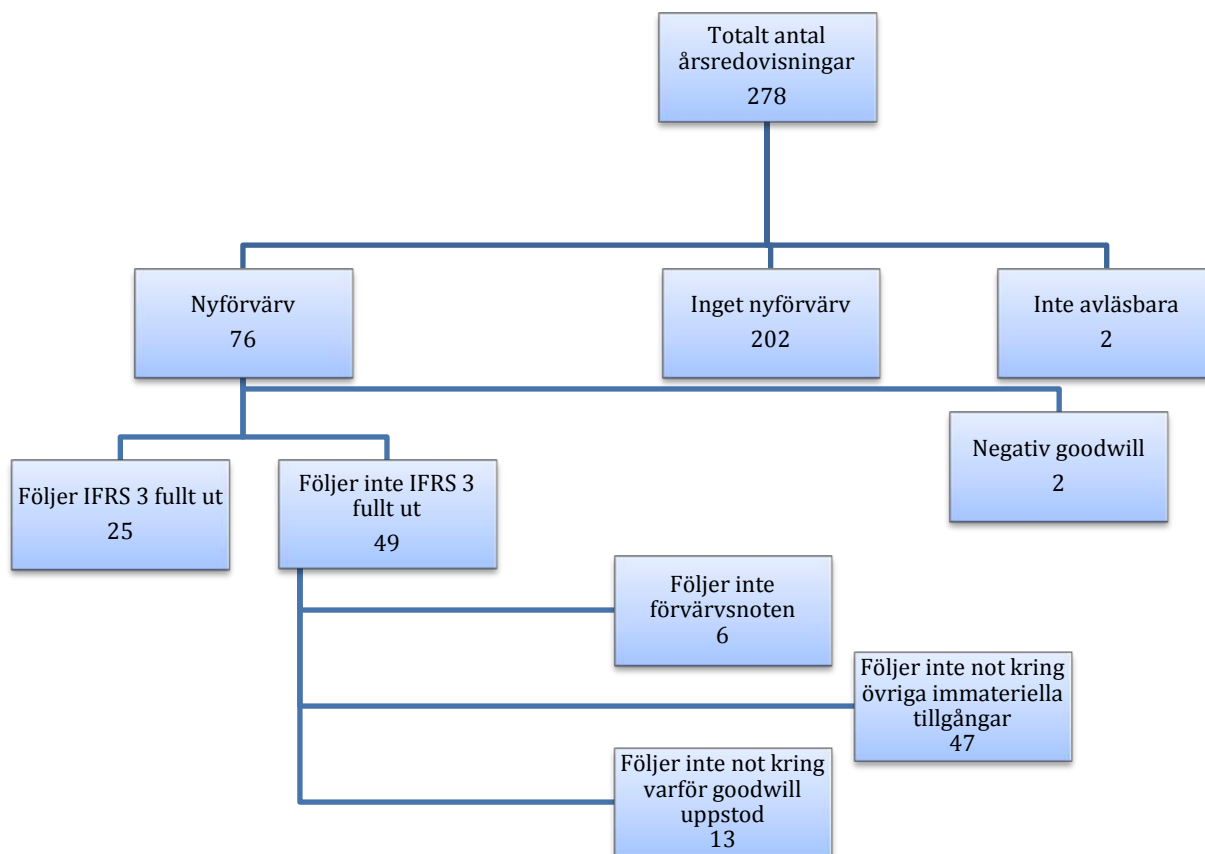 Totalt antal
årsredovisningar
278
Nyförvärv
76
Inget nyförvärv
202
Inte avläsbara
2
Negativ goodwill
2
Följer IFRS 3 fullt ut
25
Följer inte IFRS 3
fullt ut
49
Följer inte
förvärvsnoten
6
Följer inte not kring
övriga immateriella
tillgångar
47
Följer inte not kring
varför goodwill
uppstod
13